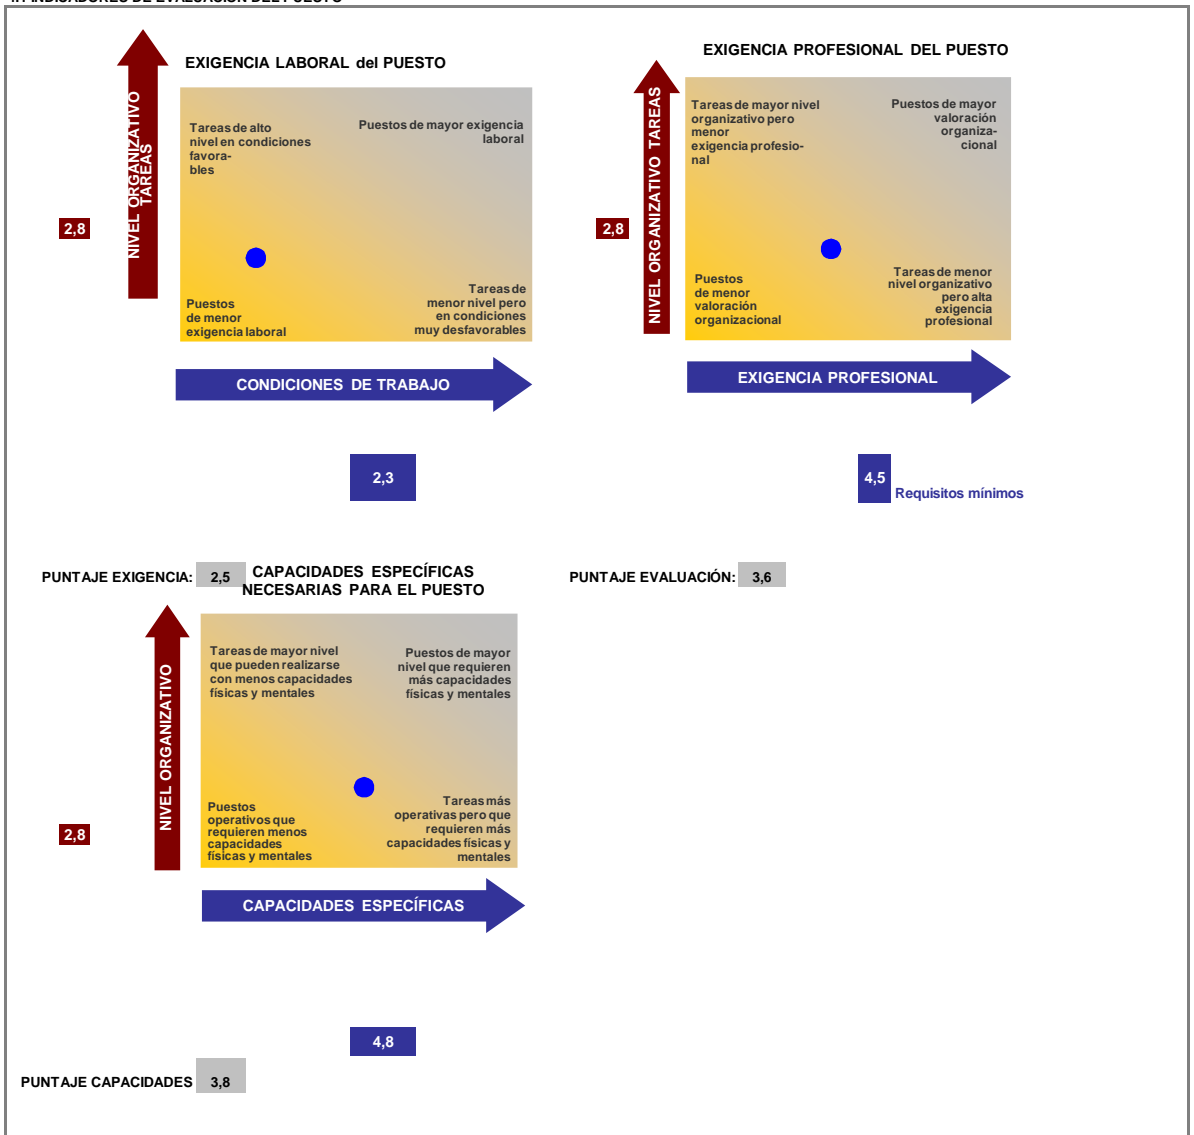 INDICADORES DE EVALUACIÓN DEL PUESTO
EXIGENCIA LABORAL del PUESTO
NIVEL ORGANIZATIVO
TAREAS
2,8
Tareas de alto
nivel en condiciones
favora-
bles
Puestos de mayor exigencia
laboral
Puestos
de menor
exigencia laboral
Tareas de
menor nivel pero
en condiciones
muy desfavorables
CONDICIONES DE TRABAJO
2,3
PUNTAJE EXIGENCIA: 2,5
EXIGENCIA PROFESIONAL DEL PUESTO
NIVEL ORGANIZATIVO TAREAS
2,8
Tareas de mayor nivel
organizativo pero
menor
exigencia profesio-
nal
Puestos de mayor
valoración
organiza-
cional
Puestos
de menor
valoración
organizacional
Tareas de menor
nivel organizativo
pero alta
exigencia
profesional
EXIGENCIA PROFESIONAL
4,5
Requisitos mínimos
PUNTAJE EVALUACIÓN: 3,6
CAPACIDADES ESPECÍFICAS
NECESARIAS PARA EL PUESTO
NIVEL ORGANIZATIVO
2,8
Tareas de mayor nivel
que pueden realizarse
con menos capacidades
físicas y mentales
Puestos de mayor
nivel que requieren
más capacidades
físicas y mentales
Puestos
operativos que
requieren menos
capacidades
físicas y mentales
Tareas más
operativas pero que
requieren más
capacidades físicas y
mentales
CAPACIDADES ESPECÍFICAS
4,8
PUNTAJE CAPACIDADES 3,8